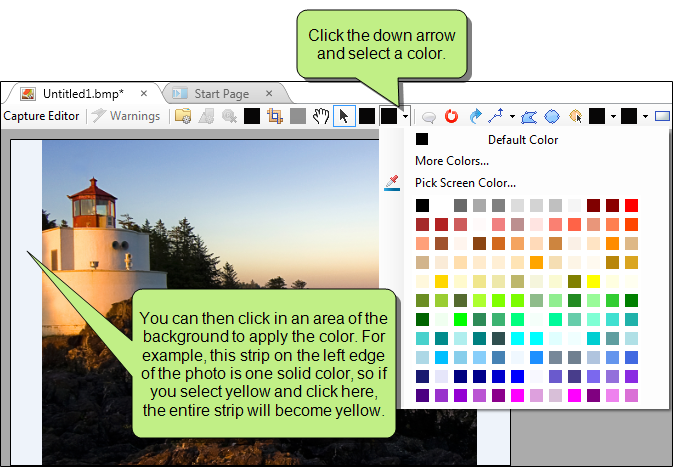 Click the down arrow
and select a color.
Untitled1.bmp*
Start Page
Capture Editor
Warnings
Default Color
More Colors...
Pick Screen Color...
You can then click in an area of the
background to apply the color. For
example, this strip on the left edge
of the photo is one solid color, so if
you select yellow and click here,
the entire strip will become yellow.